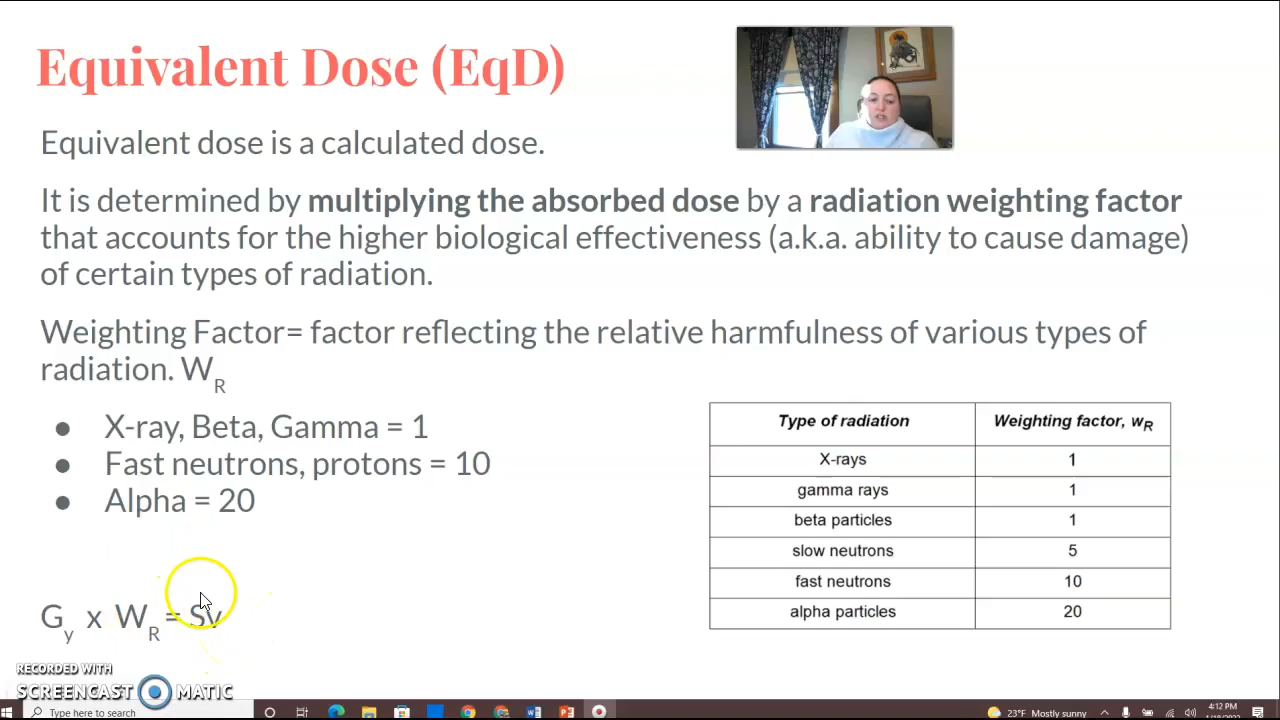 Equivalent Dose (EqD)
Equivalent dose is a calculated dose.
It is determined by multiplying the absorbed dose by a radiation weighting factor
that accounts for the higher biological effectiveness (a.k.a. ability to cause damage)
of certain types of radiation.
Weighting Factor= factor reflecting the relative harmfulness of various types of
radiation. WR
● X-ray, Beta, Gamma = 1
● Fast neutrons, protons = 10
● Alpha = 20
Gy x WR = Sv
Type of radiation Weighting factor, wR
X-rays 1
gamma rays 1
beta particles 1
slow neutrons 5
fast neutrons 10
alpha particles 20
RECORDED WITH
SCREENCAST MATIC
Type here to search
23°F Mostly sunny
4:12 PM